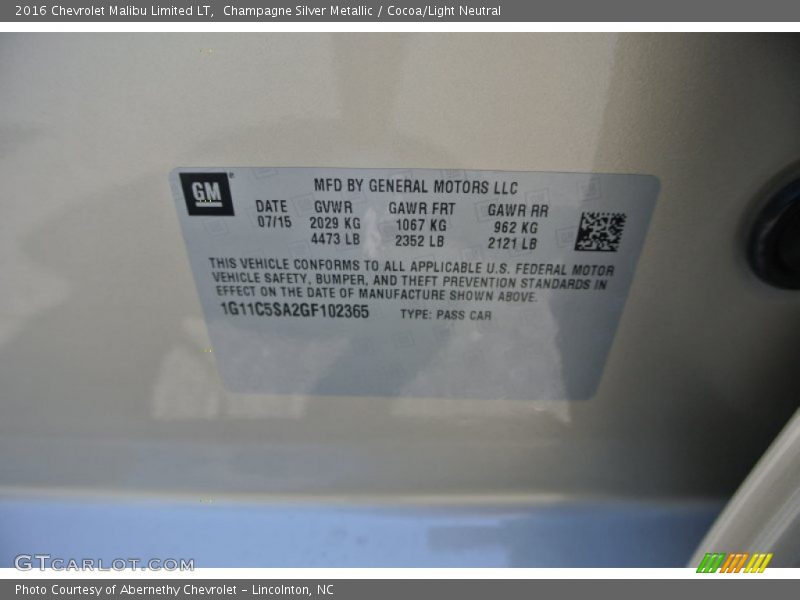 2016 Chevrolet Malibu Limited LT,  Champagne Silver Metallic / Cocoa/Light Neutral
GM®
MFD BY GENERAL MOTORS LLC
DATE GVWR GAWR FRT GAWR RR
07/15 2029 KG 1067 KG 962 KG
4473 LB 2352 LB 2121 LB
THIS VEHICLE CONFORMS TO ALL APPLICABLE U.S. FEDERAL MOTOR
VEHICLE SAFETY, BUMPER, AND THEFT PREVENTION STANDARDS IN
EFFECT ON THE DATE OF MANUFACTURE SHOWN ABOVE.
1G11C5SA2GF102365 TYPE: PASS CAR
GTCARLOT.COM
Photo Courtesy of Abernethy Chevrolet – Lincolnton, NC